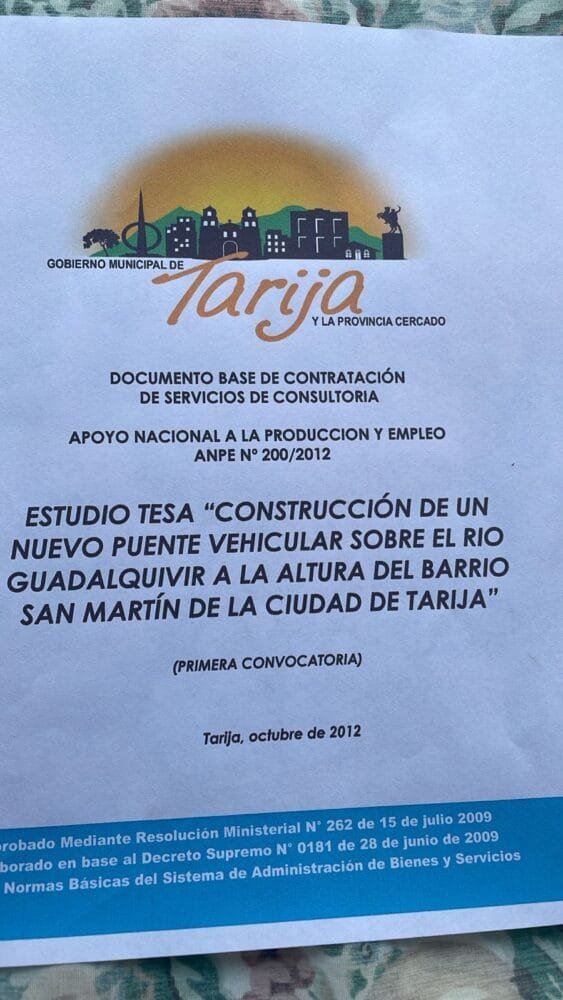 GOBIERNO MUNICIPAL DE
Tarija
Y LA PROVINCIA CERCADO
DOCUMENTO BASE DE CONTRATACIÓN
DE SERVICIOS DE CONSULTORIA
APOYO NACIONAL A LA PRODUCCION Y EMPLEO
ANPE Nº 200/2012
ESTUDIO TESA “CONSTRUCCIÓN DE UN
NUEVO PUENTE VEHICULAR SOBRE EL RIO
GUADALQUIVIR A LA ALTURA DEL BARRIO
SAN MARTÍN DE LA CIUDAD DE TARIJA”
(PRIMERA CONVOCATORIA)
Tarija, octubre de 2012
probado Mediante Resolución Ministerial N° 262 de 15 de julio 2009
borado en base al Decreto Supremo N° 0181 de 28 de junio de 2009
Normas Básicas del Sistema de Administración de Bienes y Servicios